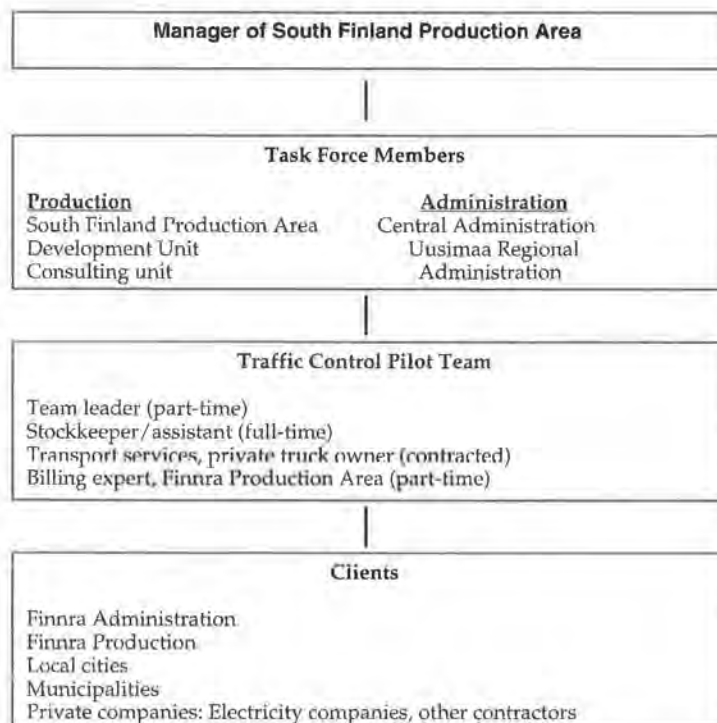 Manager of South Finland Production Area
Task Force Members
Production Administration
South Finland Production Area Central Administration
Development Unit Uusimaa Regional
Consulting unit Administration
Traffic Control Pilot Team
Team leader (part-time)
Stockkeeper/assistant (full-time)
Transport services, private truck owner (contracted)
Billing expert, Finnra Production Area (part-time)
Clients
Finnra Administration
Finnra Production
Local cities
Municipalities
Private companies: Electricity companies, other contractors